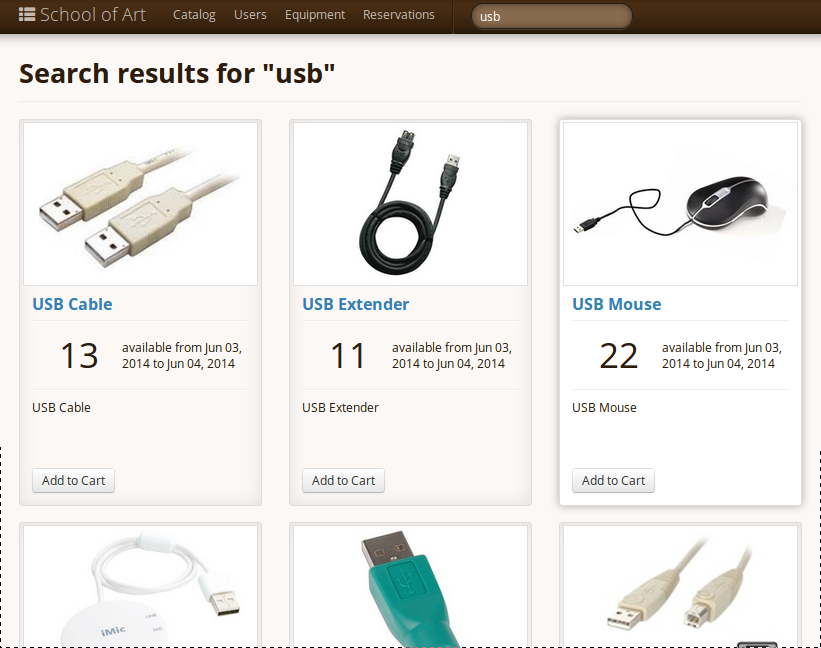 School of Art Catalog Users Equipment Reservations usb
Search results for "usb"
USB Cable
13
available from Jun 03,
2014 to Jun 04, 2014
USB Cable
Add to Cart
USB Extender
11
available from Jun 03,
2014 to Jun 04, 2014
USB Extender
Add to Cart
USB Mouse
22
available from Jun 03,
2014 to Jun 04, 2014
USB Mouse
Add to Cart
iMic